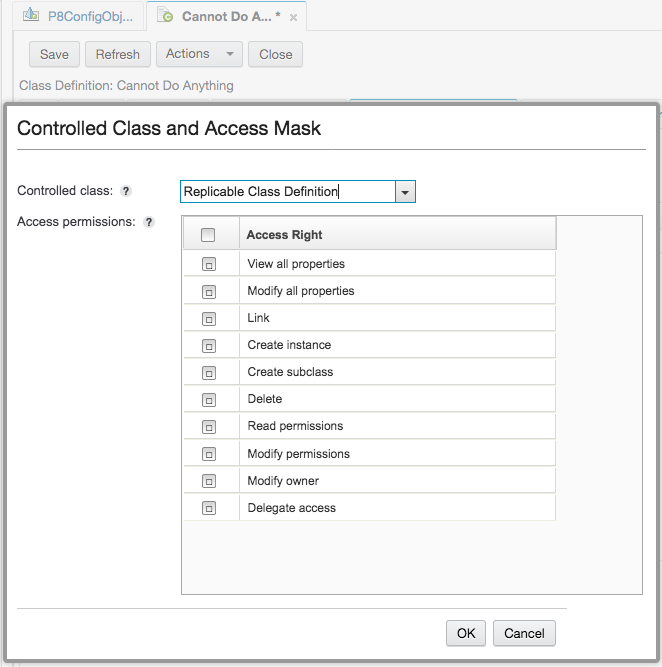 P8ConfigObj...
Cannot Do A... *
Save
Refresh
Actions
Close
Class Definition: Cannot Do Anything
Controlled Class and Access Mask
Controlled class: ?
Replicable Class Definition
Access permissions: ?
Access Right
View all properties
Modify all properties
Link
Create instance
Create subclass
Delete
Read permissions
Modify permissions
Modify owner
Delegate access
OK
Cancel